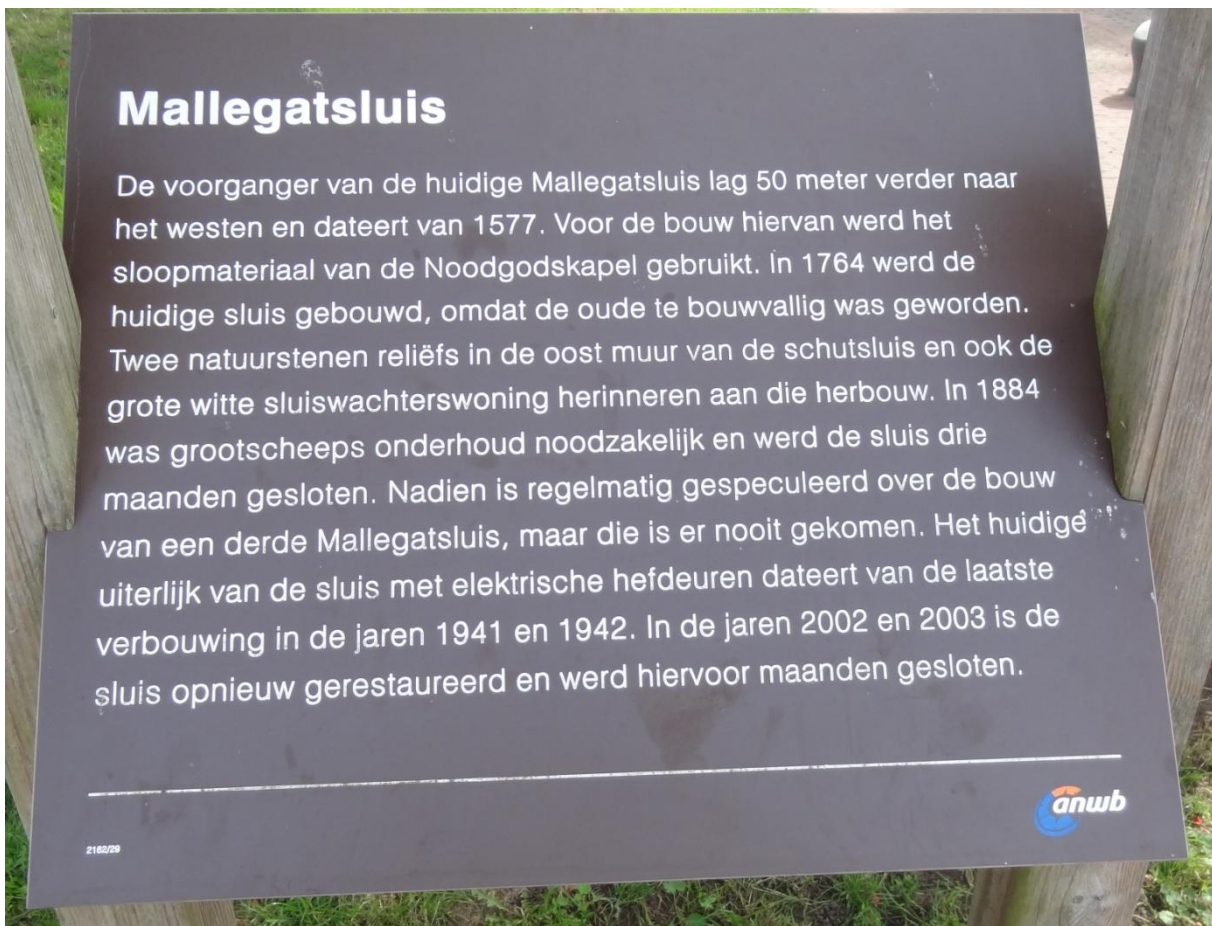 Mallegatsluis
De voorganger van de huidige Mallegatsluis lag 50 meter verder naar
het westen en dateert van 1577. Voor de bouw hiervan werd het
sloopmateriaal van de Noodgodskapel gebruikt. In 1764 werd de
huidige sluis gebouwd, omdat de oude te bouwvallig was geworden.
Twee natuurstenen reliëfs in de oost muur van de schutsluis en ook de
grote witte sluiswachterswoning herinneren aan die herbouw. In 1884
was grootscheeps onderhoud noodzakelijk en werd de sluis drie
maanden gesloten. Nadien is regelmatig gespeculeerd over de bouw
van een derde Mallegatsluis, maar die is er nooit gekomen. Het huidige
uiterlijk van de sluis met elektrische hefdeuren dateert van de laatste
verbouwing in de jaren 1941 en 1942. In de jaren 2002 en 2003 is de
sluis opnieuw gerestaureerd en werd hiervoor maanden gesloten.
anwb
2162/29